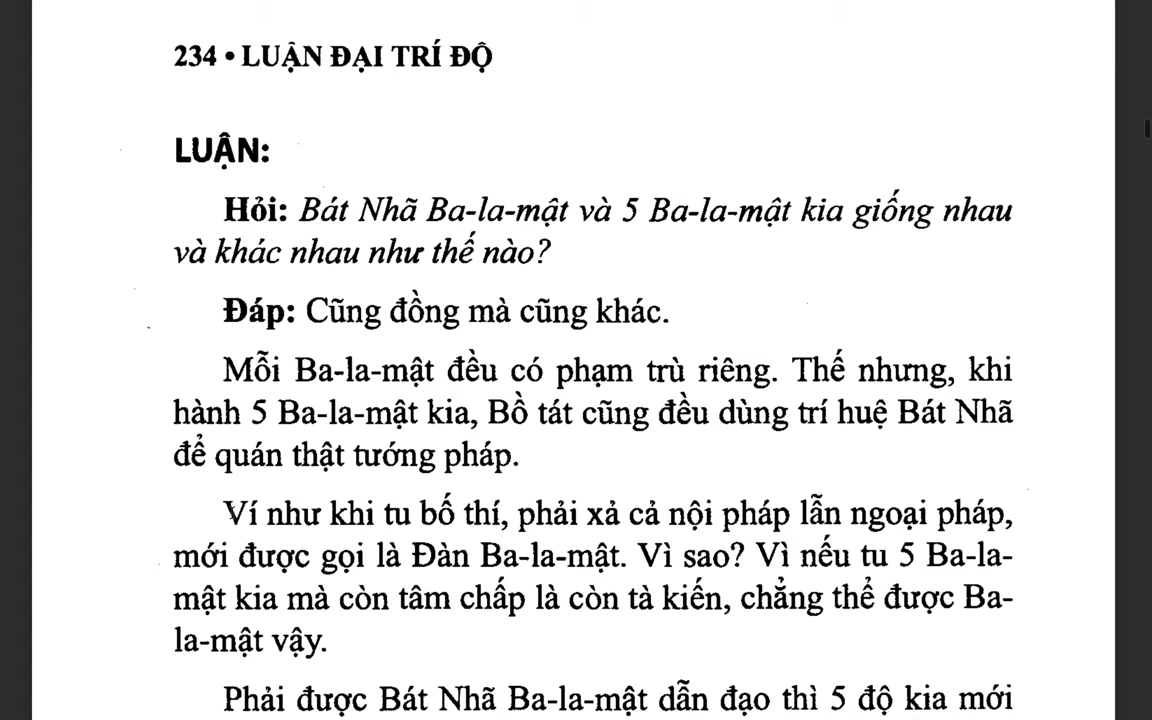 234 • LUẬN ĐẠI TRÍ ĐỘ
LUẬN:
Hỏi: Bát Nhã Ba-la-mật và 5 Ba-la-mật kia giống nhau
và khác nhau như thế nào?
Đáp: Cũng đồng mà cũng khác.
Mỗi Ba-la-mật đều có phạm trù riêng. Thế nhưng, khi
hành 5 Ba-la-mật kia, Bồ tát cũng đều dùng trí huệ Bát Nhã
để quán thật tướng pháp.
Ví như khi tu bố thí, phải xả cả nội pháp lẫn ngoại pháp,
mới được gọi là Đàn Ba-la-mật. Vì sao? Vì nếu tu 5 Ba-la-
mật kia mà còn tâm chấp là còn tà kiến, chẳng thể được Ba-
la-mật vậy.
Phải được Bát Nhã Ba-la-mật dẫn đạo thì 5 độ kia mới